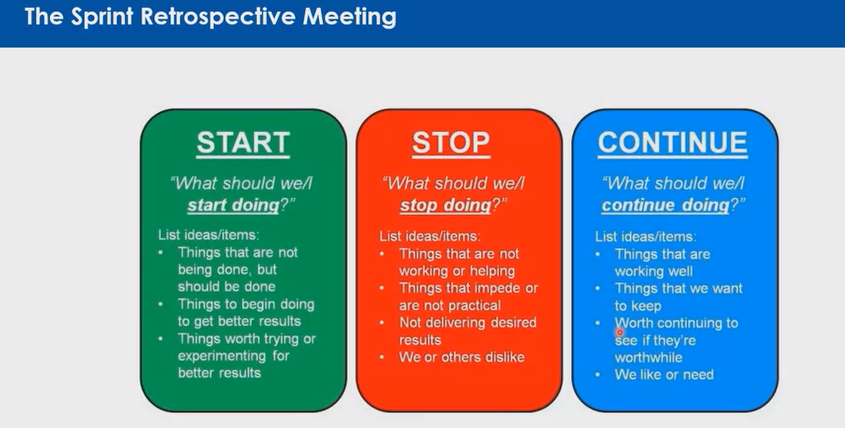 The Sprint Retrospective Meeting
START
“What should we/I
start doing?”
List ideas/items:
• Things that are not
being done, but
should be done
• Things to begin doing
to get better results
• Things worth trying or
experimenting for
better results
STOP
“What should we/I
stop doing?”
List ideas/items:
• Things that are not
working or helping
• Things that impede or
are not practical
• Not delivering desired
results
• We or others dislike
CONTINUE
“What should we/I
continue doing?”
List ideas/items:
• Things that are
working well
• Things that we want
to keep
• Worth continuing to
see if they’re
worthwhile
• We like or need